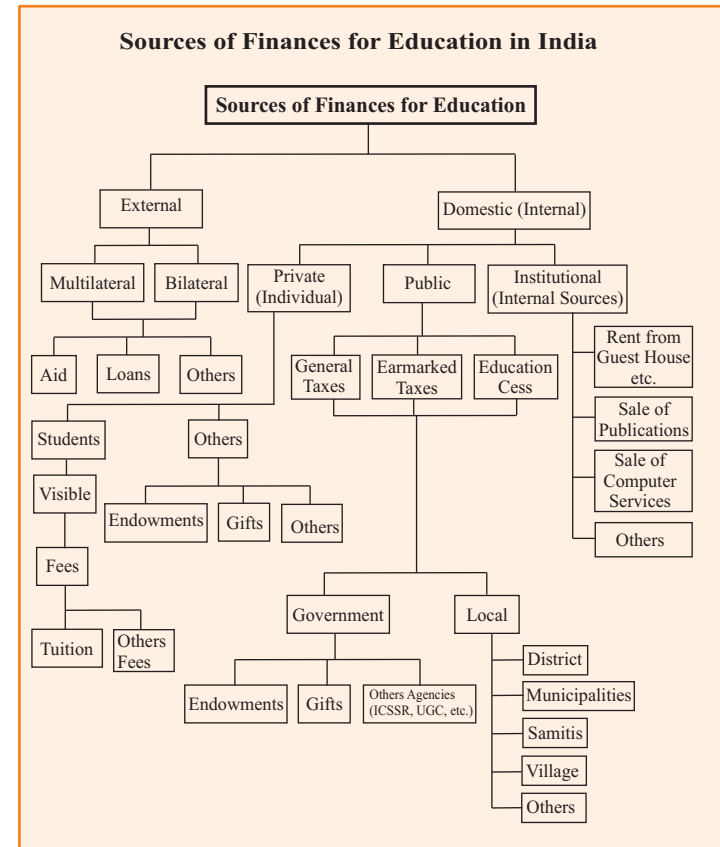 Sources of Finances for Education in India
Sources of Finances for Education
External
Domestic (Internal)
Multilateral
Bilateral
Private
(Individual)
Public
Institutional
(Internal Sources)
Aid
Loans
Others
General
Taxes
Earmarked
Taxes
Education
Cess
Rent from
Guest House
etc.
Sale of
Publications
Sale of
Computer
Services
Others
Students
Others
Visible
Endowments
Gifts
Others
Fees
Tuition
Others
Fees
Government
Local
Endowments
Gifts
Others Agencies
(ICSSR, UGC, etc.)
District
Municipalities
Samitis
Village
Others